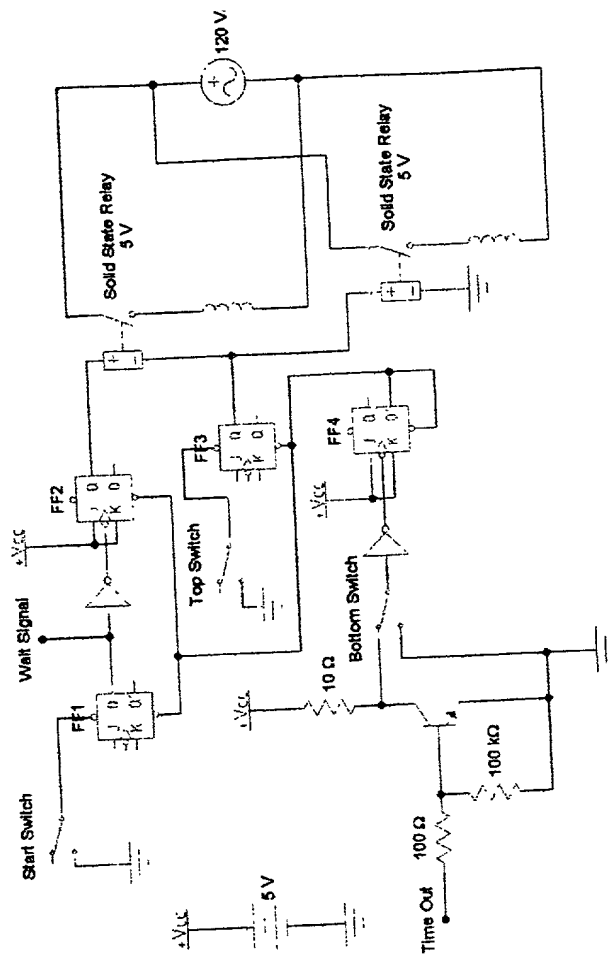 Start Switch
Wait Signal
+Vcc
FF1
J
Q
K
Q'
FF2
J
Q
K
Q
+
-
Solid State Relay
5 V
120 V.
+
Top Switch
FF3
J
Q
K
Q
+Vcc
5 V
+Vcc
10 Ω
Bottom Switch
+Vcc
FF4
J
Q
K
Q
+
-
Solid State Relay
5 V
Time Out
100 Ω
100 kΩ